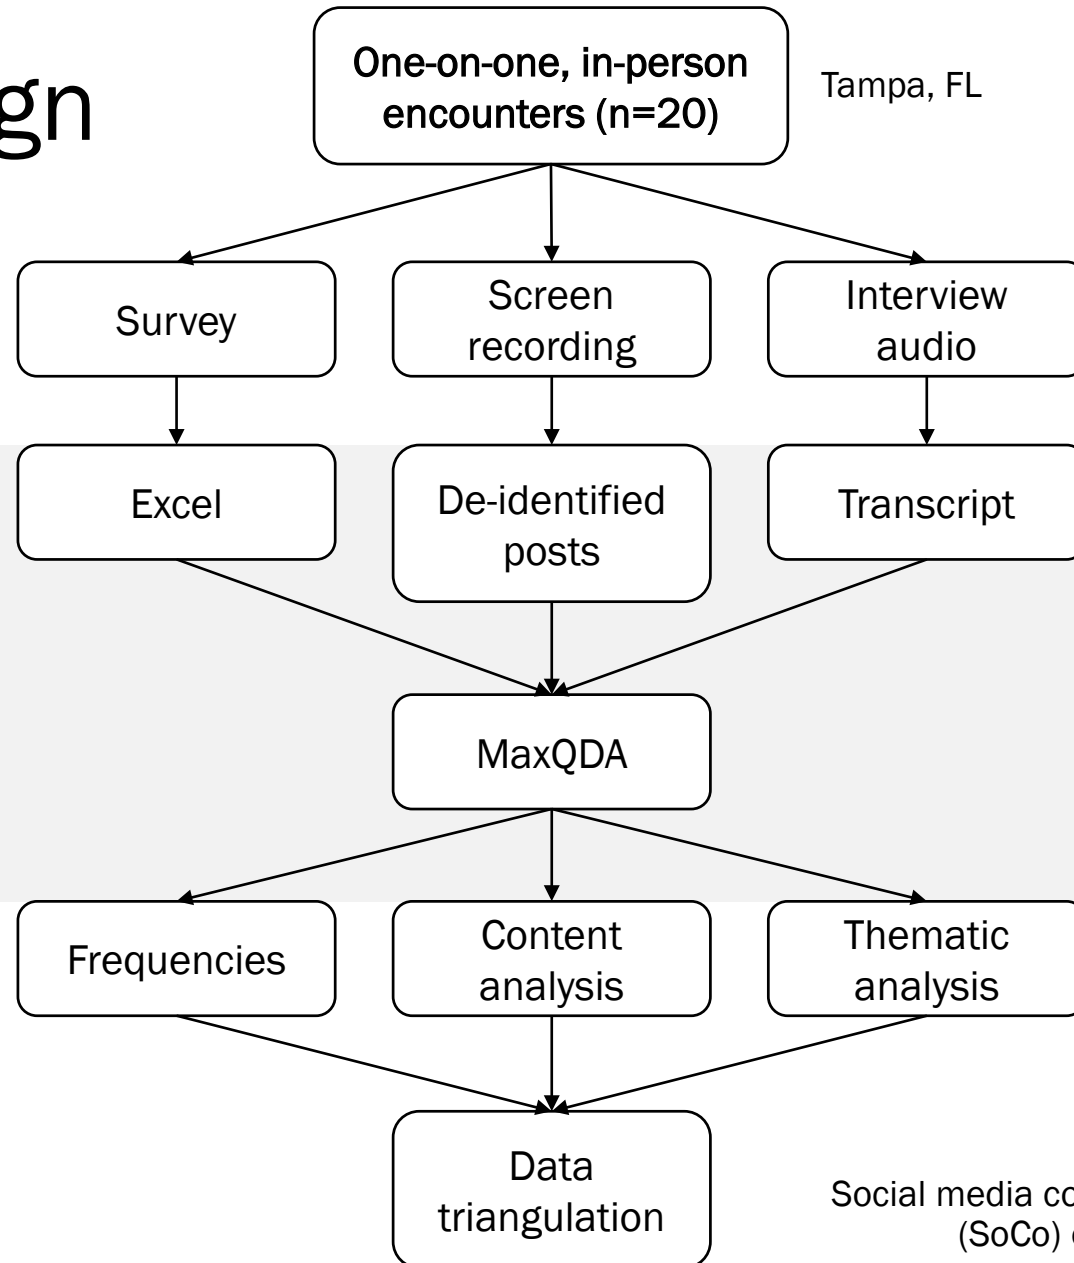 gn
One-on-one, in-person
encounters (n=20)
Tampa, FL
Survey
Screen
recording
Interview
audio
Excel
De-identified
posts
Transcript
MaxQDA
Frequencies
Content
analysis
Thematic
analysis
Data
triangulation
Social media co
(SoCo)